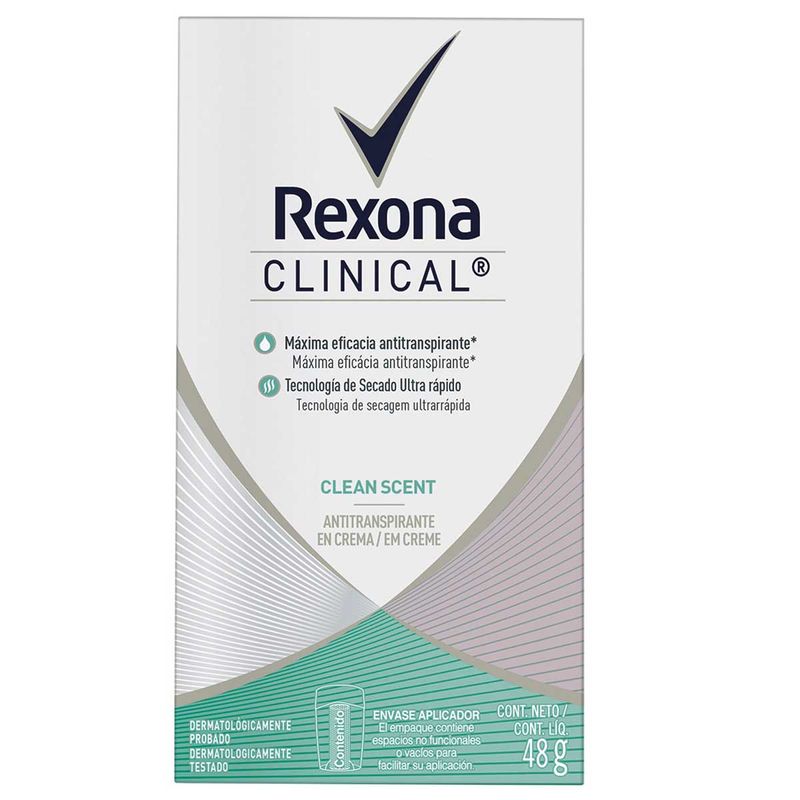 Rexona
CLINICAL®
Máxima eficacia antitranspirante*
Máxima eficácia antitranspirante*
Tecnología de Secado Ultra rápido
Tecnologia de secagem ultrarrápida
CLEAN SCENT
ANTITRANSPIRANTE
EN CREMA / EM CREME
DERMATOLÓGICAMENTE
PROBADO
DERMATOLOGICAMENTE
TESTADO
Contenido
ENVASE APLICADOR
El empaque contiene
espacios no funcionales
o vacíos para
facilitar su aplicación.
CONT. NETO /
CONT. LÍQ.
48 g